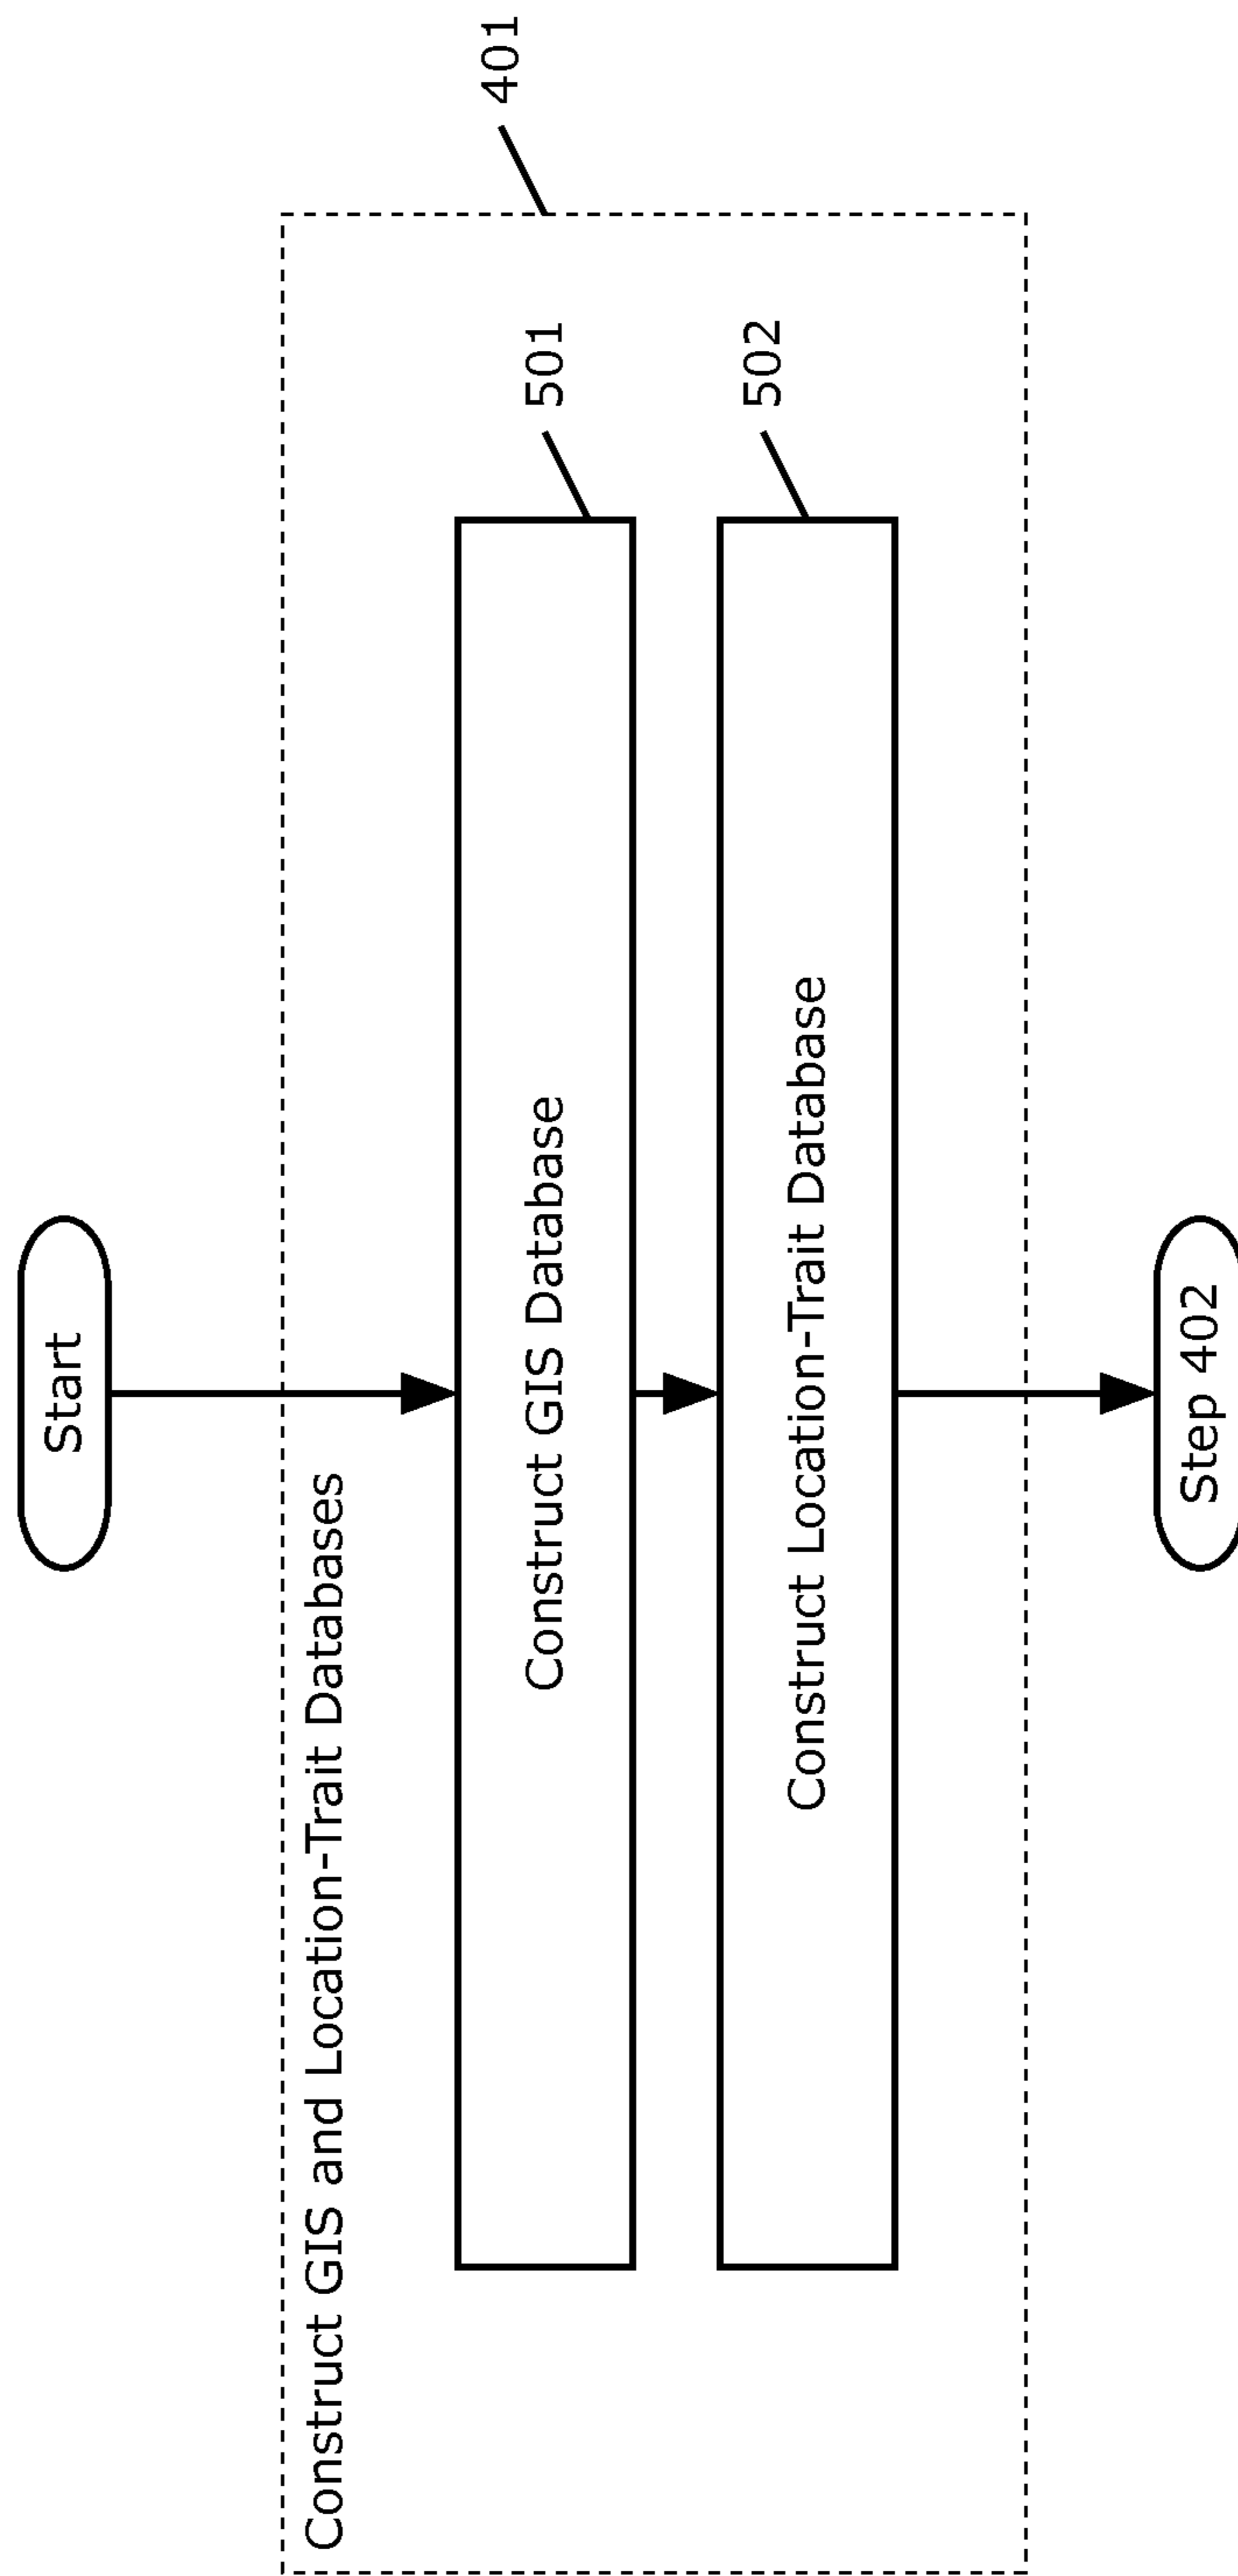 Start
401
Construct GIS and Location-Trait Databases
501
Construct GIS Database
502
Construct Location-Trait Database
Step 402